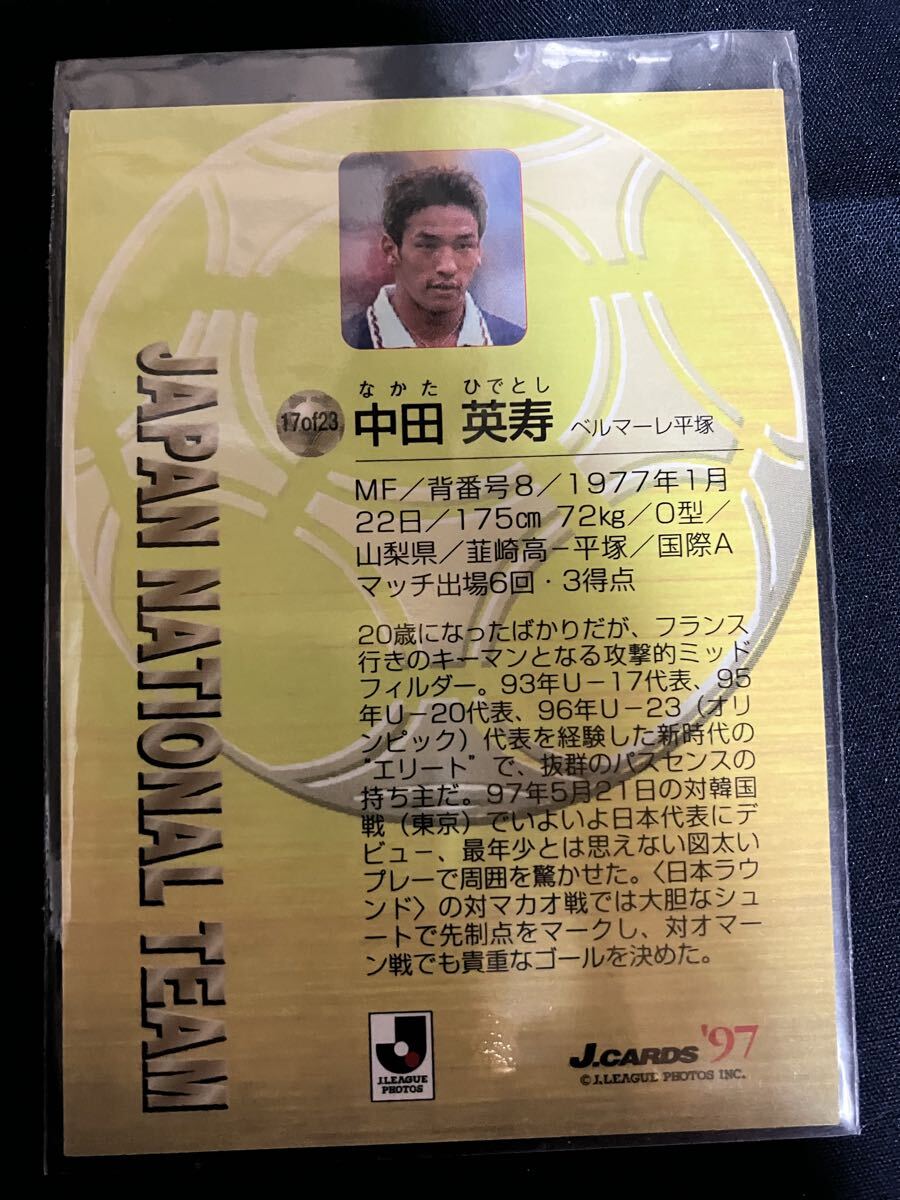 JAPAN NATIONAL TEAM
なかた ひでとし
17of23 中田 英寿 ベルマーレ平塚
MF／背番号8／1977年1月
22日／175㎝ 72㎏／O型／
山梨県／韮崎高−平塚／国際A
マッチ出場6回・3得点
20歳になったばかりだが、フランス
行きのキーマンとなる攻撃的ミッド
フィルダー。93年U−17代表、95
年U−20代表、96年U−23（オリ
ンピック）代表を経験した新時代の
"エリート"で、抜群のパスセンスの
持ち主だ。97年5月21日の対韓国
戦（東京）でいよいよ日本代表にデ
ビュー、最年少とは思えない図太い
プレーで周囲を驚かせた。〈日本ラウ
ンド〉の対マカオ戦では大胆なシュ
ートで先制点をマークし、対オマー
ン戦でも貴重なゴールを決めた。
J.LEAGUE
PHOTOS
J.CARDS '97
© J.LEAGUE PHOTOS INC.